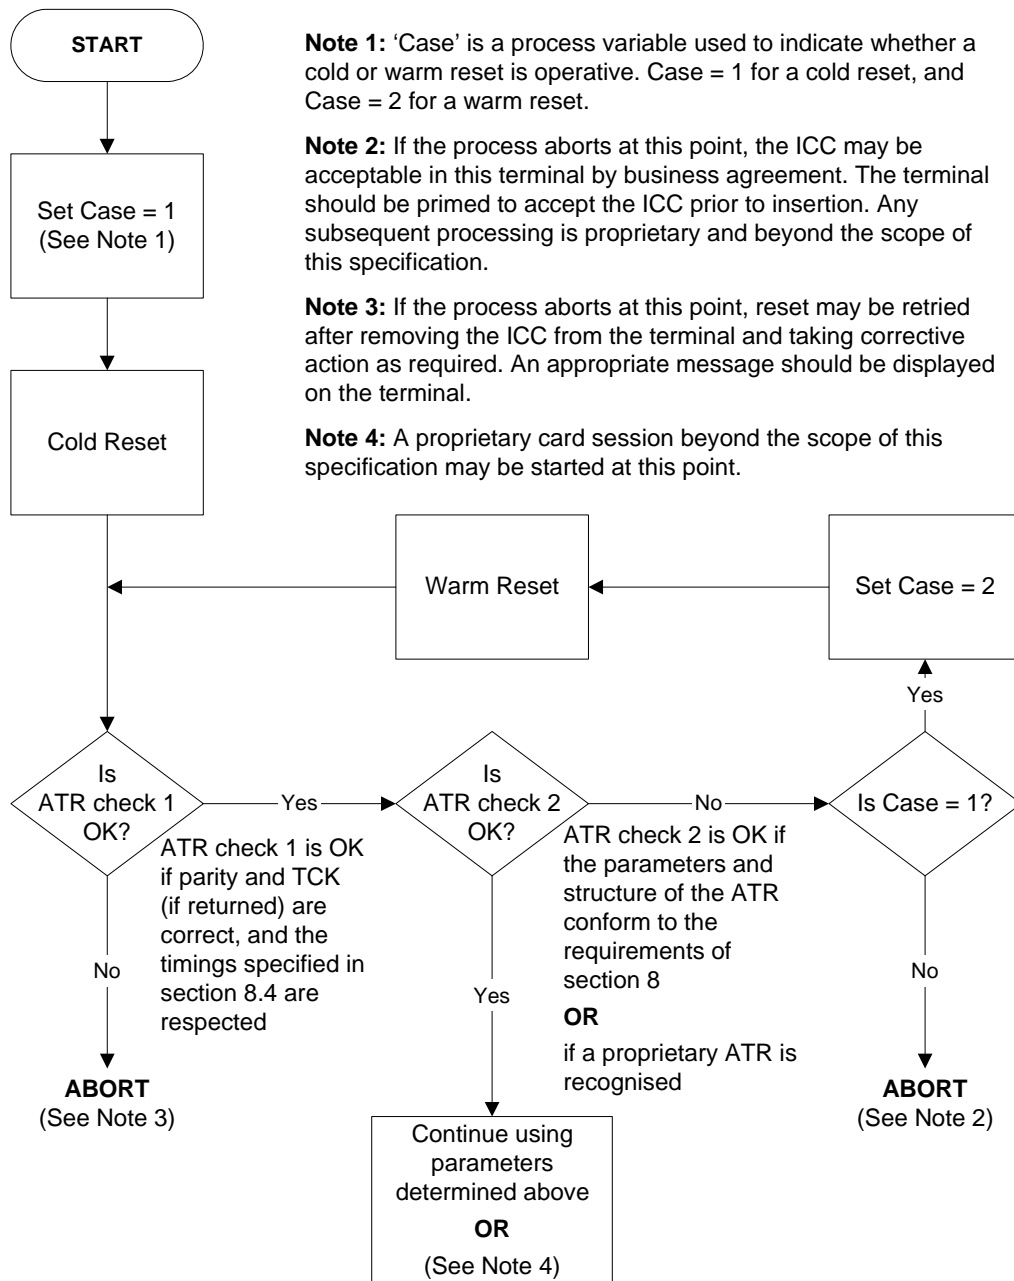 START
Note 1: ‘Case’ is a process variable used to indicate whether a
cold or warm reset is operative. Case = 1 for a cold reset, and
Case = 2 for a warm reset.
Note 2: If the process aborts at this point, the ICC may be
acceptable in this terminal by business agreement. The terminal
should be primed to accept the ICC prior to insertion. Any
subsequent processing is proprietary and beyond the scope of
this specification.
Note 3: If the process aborts at this point, reset may be retried
after removing the ICC from the terminal and taking corrective
action as required. An appropriate message should be displayed
on the terminal.
Note 4: A proprietary card session beyond the scope of this
specification may be started at this point.
Set Case = 1
(See Note 1)
Cold Reset
Warm Reset
Set Case = 2
Yes
Is
ATR check 1
OK?
Yes
ATR check 1 is OK
if parity and TCK
(if returned) are
correct, and the
timings specified in
section 8.4 are
respected
No
ABORT
(See Note 3)
Is
ATR check 2
OK?
No
ATR check 2 is OK if
the parameters and
structure of the ATR
conform to the
requirements of
section 8
OR
if a proprietary ATR is
recognised
Yes
Continue using
parameters
determined above
OR
(See Note 4)
Is Case = 1?
No
ABORT
(See Note 2)